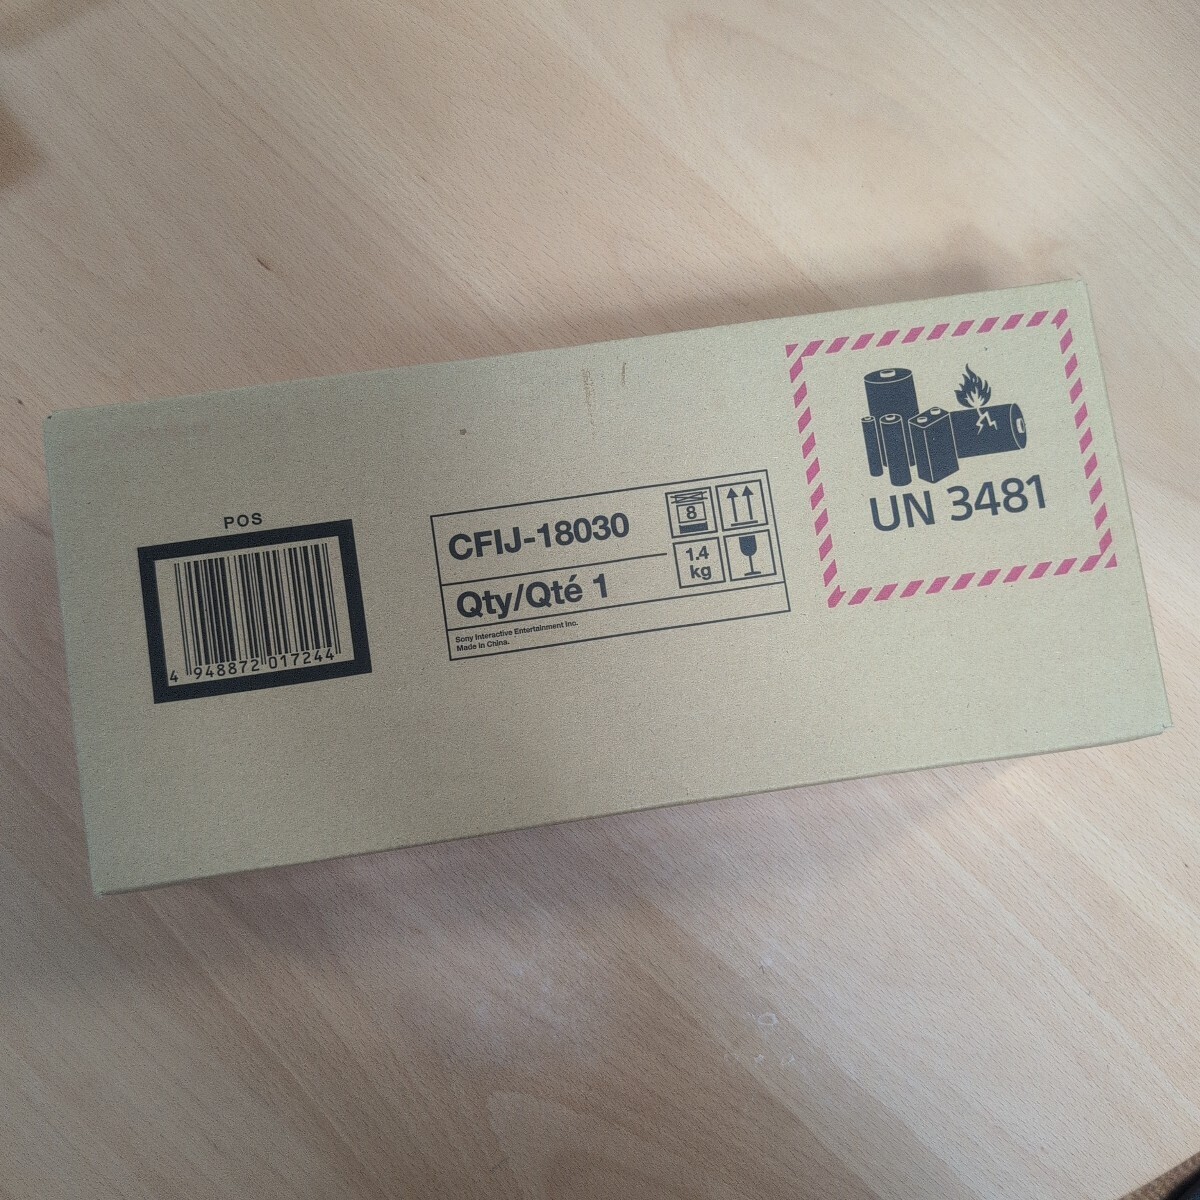 POS
4 948872 017244
CFIJ-18030
8
Qty/Qté 1
1.4
kg
Sony Interactive Entertainment Inc.
Made in China.
UN 3481